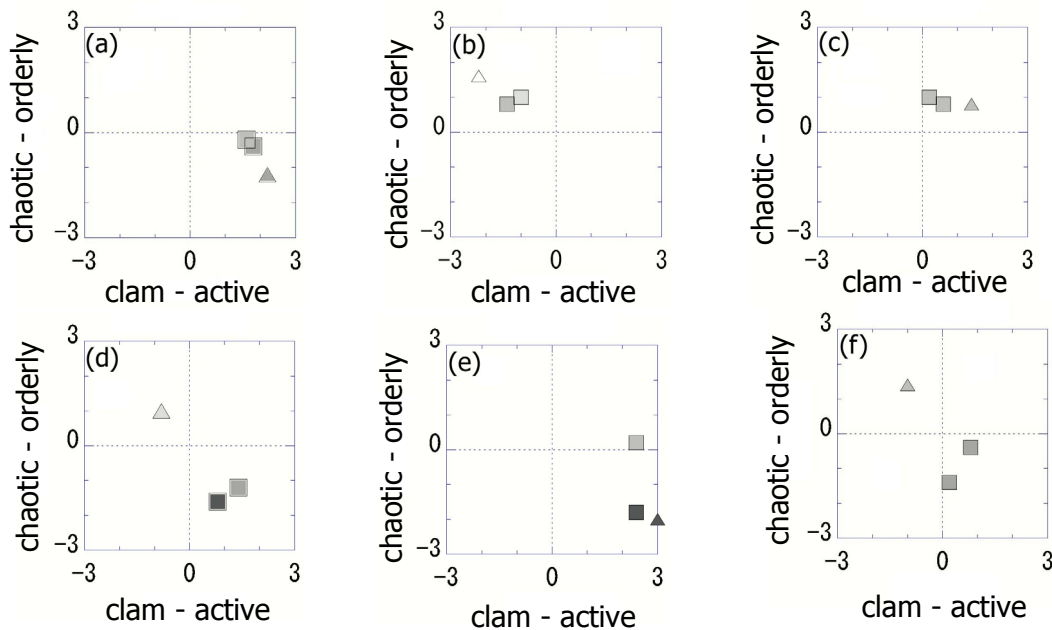 3 (a) 3 (b) 3 (c)
chaotic - orderly chaotic - orderly chaotic - orderly
0 0 0
−3 −3 −3
−3 0 3 −3 0 3 −3 0 3
clam - active clam - active clam - active
3 (d) 3 (e) 3 (f)
chaotic - orderly chaotic - orderly chaotic - orderly
0 0 0
−3 −3 −3
−3 0 3 −3 0 3 −3 0 3
clam - active clam - active clam - active